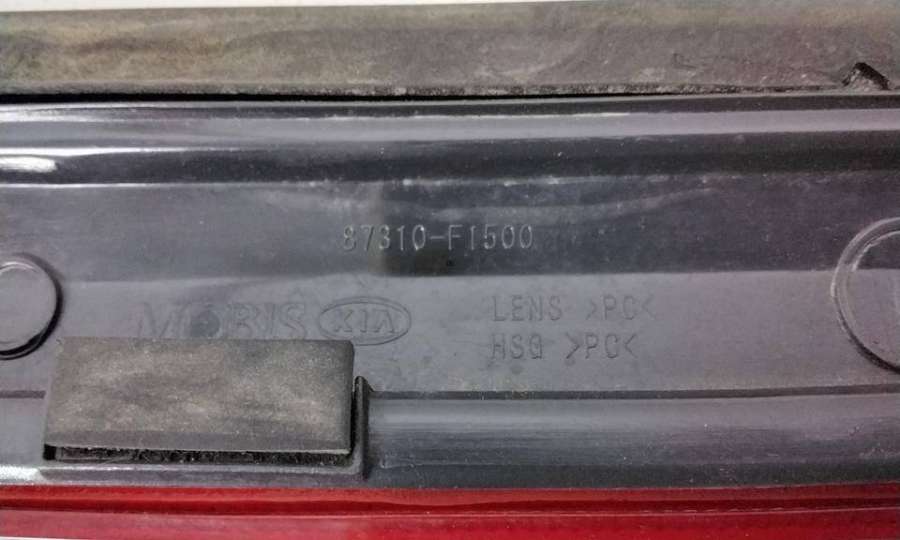 87310-F1500
MOBIS KIA LENS >PC<
HSG >PC<